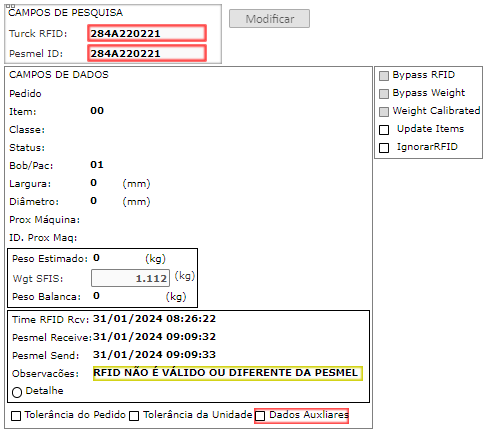 CAMPOS DE PESQUISA
Turck RFID: 284A220221
Pesmel ID: 284A220221
Modificar
CAMPOS DE DADOS
Pedido
Item: 00
Classe:
Status:
Bob/Pac: 01
Largura: 0 (mm)
Diâmetro: 0 (mm)
Prox Máquina:
ID. Prox Maq:
Peso Estimado: 0 (kg)
Wgt SFIS: 1.112 (kg)
Peso Balanca: 0 (kg)
Time RFID Rcv: 31/01/2024 08:26:22
Pesmel Receive: 31/01/2024 09:09:32
Pesmel Send: 31/01/2024 09:09:33
Observacões: RFID NÃO É VÁLIDO OU DIFERENTE DA PESMEL
Detalhe
Tolerância do Pedido Tolerância da Unidade Dados Auxliares
Bypass RFID
Bypass Weight
Weight Calibrated
Update Items
IgnorarRFID